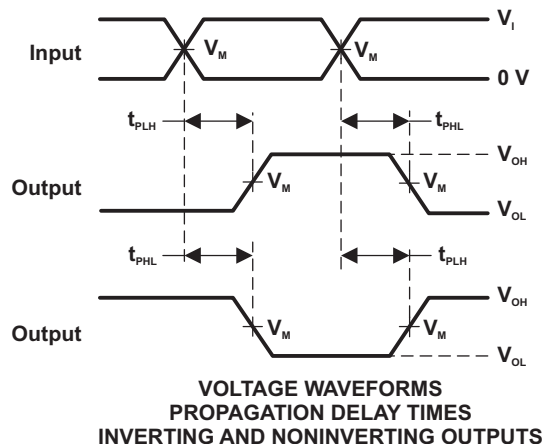 V_I
Input
V_M
V_M
0 V
t_PLH
t_PHL
V_OH
Output
V_M
V_M
V_OL
t_PHL
t_PLH
V_OH
Output
V_M
V_M
V_OL
VOLTAGE WAVEFORMS
PROPAGATION DELAY TIMES
INVERTING AND NONINVERTING OUTPUTS